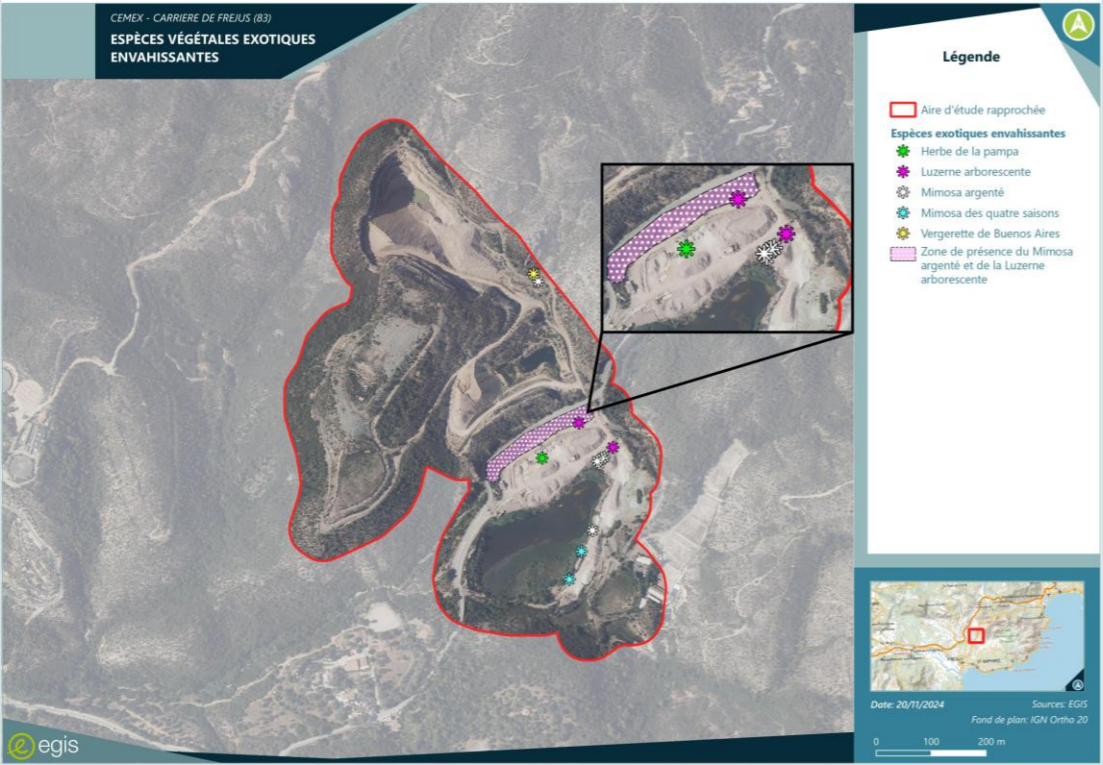 CEMEX - CARRIERE DE FREJUS (83)
ESPÈCES VÉGÉTALES EXOTIQUES
ENVAHISSANTES
Légende
Aire d'étude rapprochée
Espèces exotiques envahissantes
Herbe de la pampa
Luzerne arborescente
Mimosa argenté
Mimosa des quatre saisons
Vergerette de Buenos Aires
Zone de présence du Mimosa
argenté et de la Luzerne
arborescente
Date: 20/11/2024
Sources: EGIS
Fond de plan: IGN Ortho 20
0 100 200 m
egis